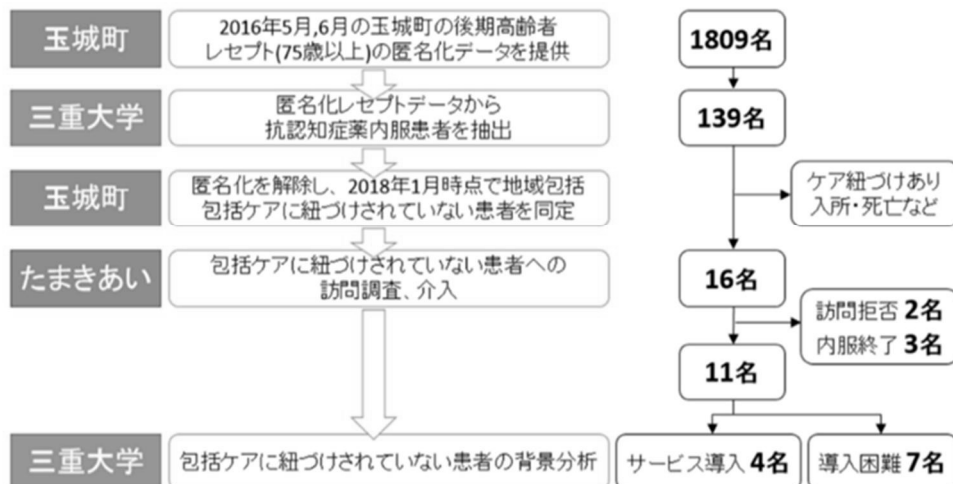 玉城町
2016年5月,6月の玉城町の後期高齢者
レセプト(75歳以上)の匿名化データを提供
1809名
三重大学
匿名化レセプトデータから
抗認知症薬内服患者を抽出
139名
玉城町
匿名化を解除し、2018年1月時点で地域包括
包括ケアに紐づけされていない患者を同定
ケア紐づけあり
入所・死亡など
たまきあい
包括ケアに紐づけされていない患者への
訪問調査、介入
16名
訪問拒否 2名
内服終了 3名
11名
三重大学
包括ケアに紐づけされていない患者の背景分析
サービス導入 4名
導入困難 7名